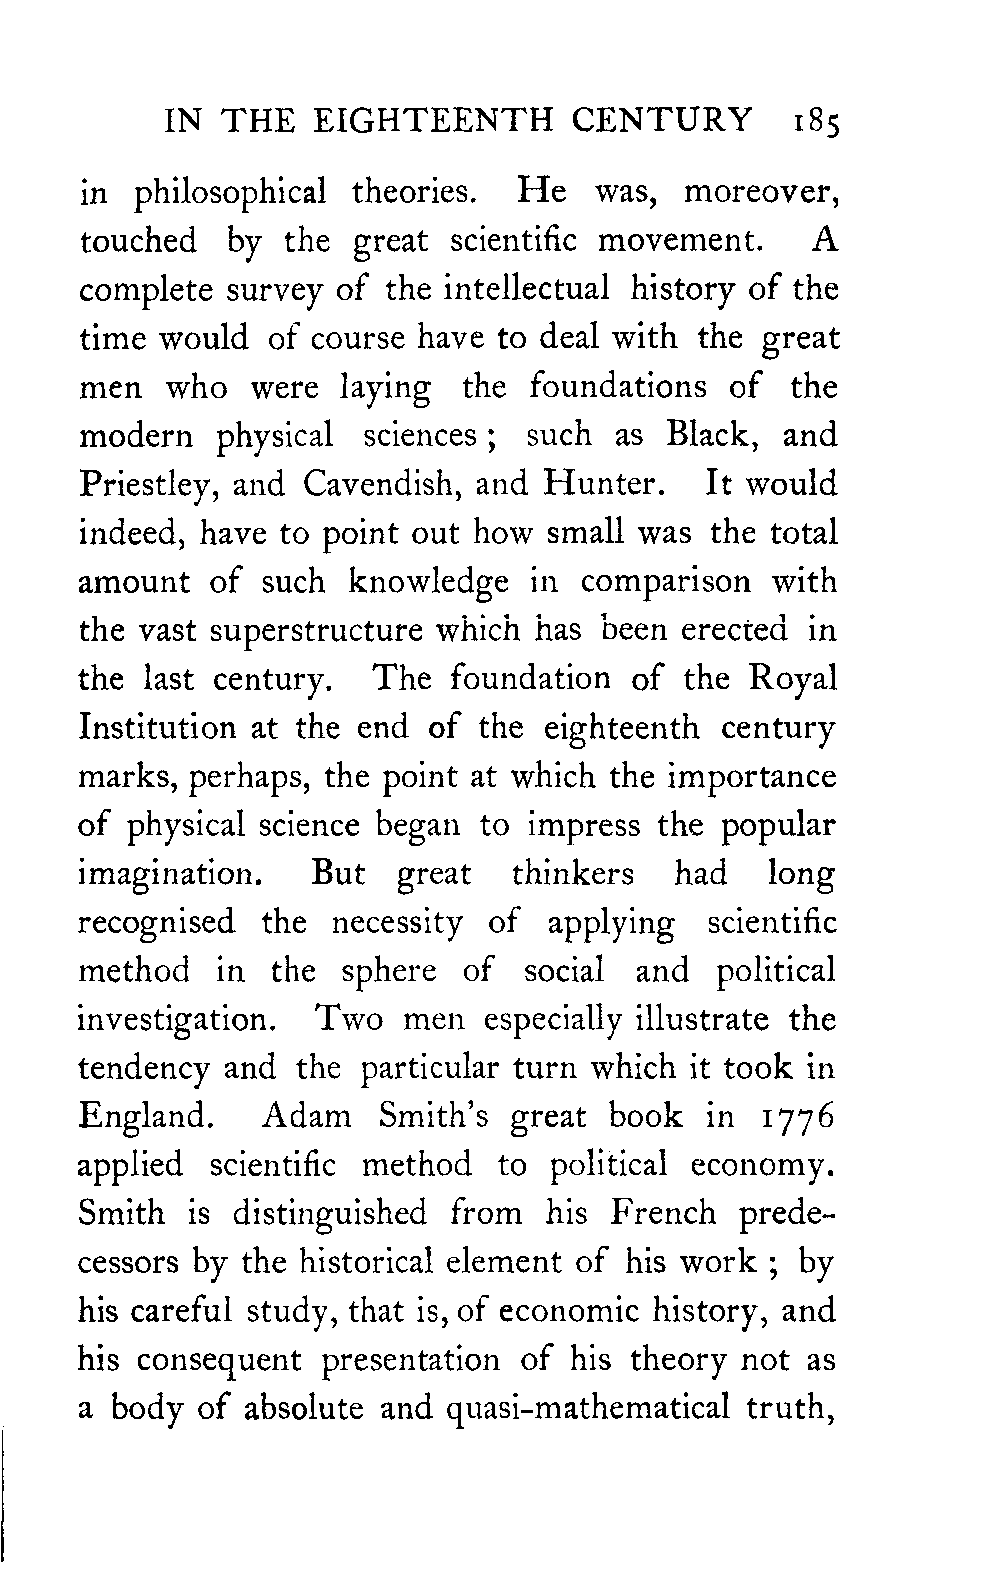 IN THE EIGHTEENTH CENTURY 185
in philosophical theories. He was, moreover,
touched by the great scientific movement. A
complete survey of the intellectual history of the
time would of course have to deal with the great
men who were laying the foundations of the
modern physical sciences ; such as Black, and
Priestley, and Cavendish, and Hunter. It would
indeed, have to point out how small was the total
amount of such knowledge in comparison with
the vast superstructure which has been erected in
the last century. The foundation of the Royal
Institution at the end of the eighteenth century
marks, perhaps, the point at which the importance
of physical science began to impress the popular
imagination. But great thinkers had long
recognised the necessity of applying scientific
method in the sphere of social and political
investigation. Two men especially illustrate the
tendency and the particular turn which it took in
England. Adam Smith's great book in 1776
applied scientific method to political economy.
Smith is distinguished from his French prede-
cessors by the historical element of his work ; by
his careful study, that is, of economic history, and
his consequent presentation of his theory not as
a body of absolute and quasi-mathematical truth,